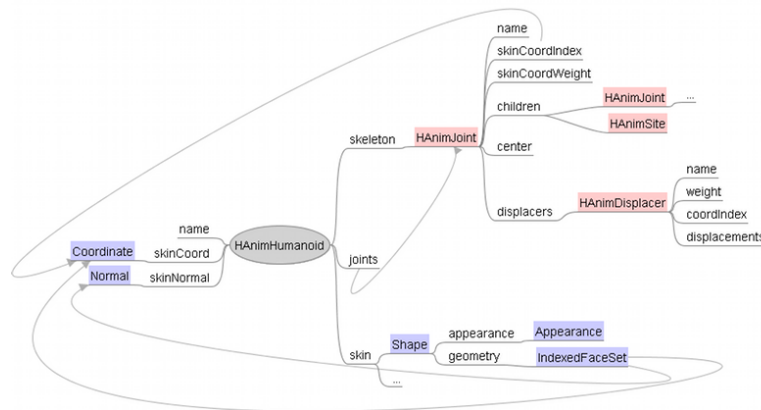 name
skinCoordIndex
skinCoordWeight
children
HAnimJoint
...
HAnimSite
skeleton
HAnimJoint
center
displacers
HAnimDisplacer
name
weight
coordIndex
displacements
name
Coordinate
skinCoord
Normal
skinNormal
HAnimHumanoid
joints
skin
Shape
appearance
Appearance
geometry
IndexedFaceSet
...